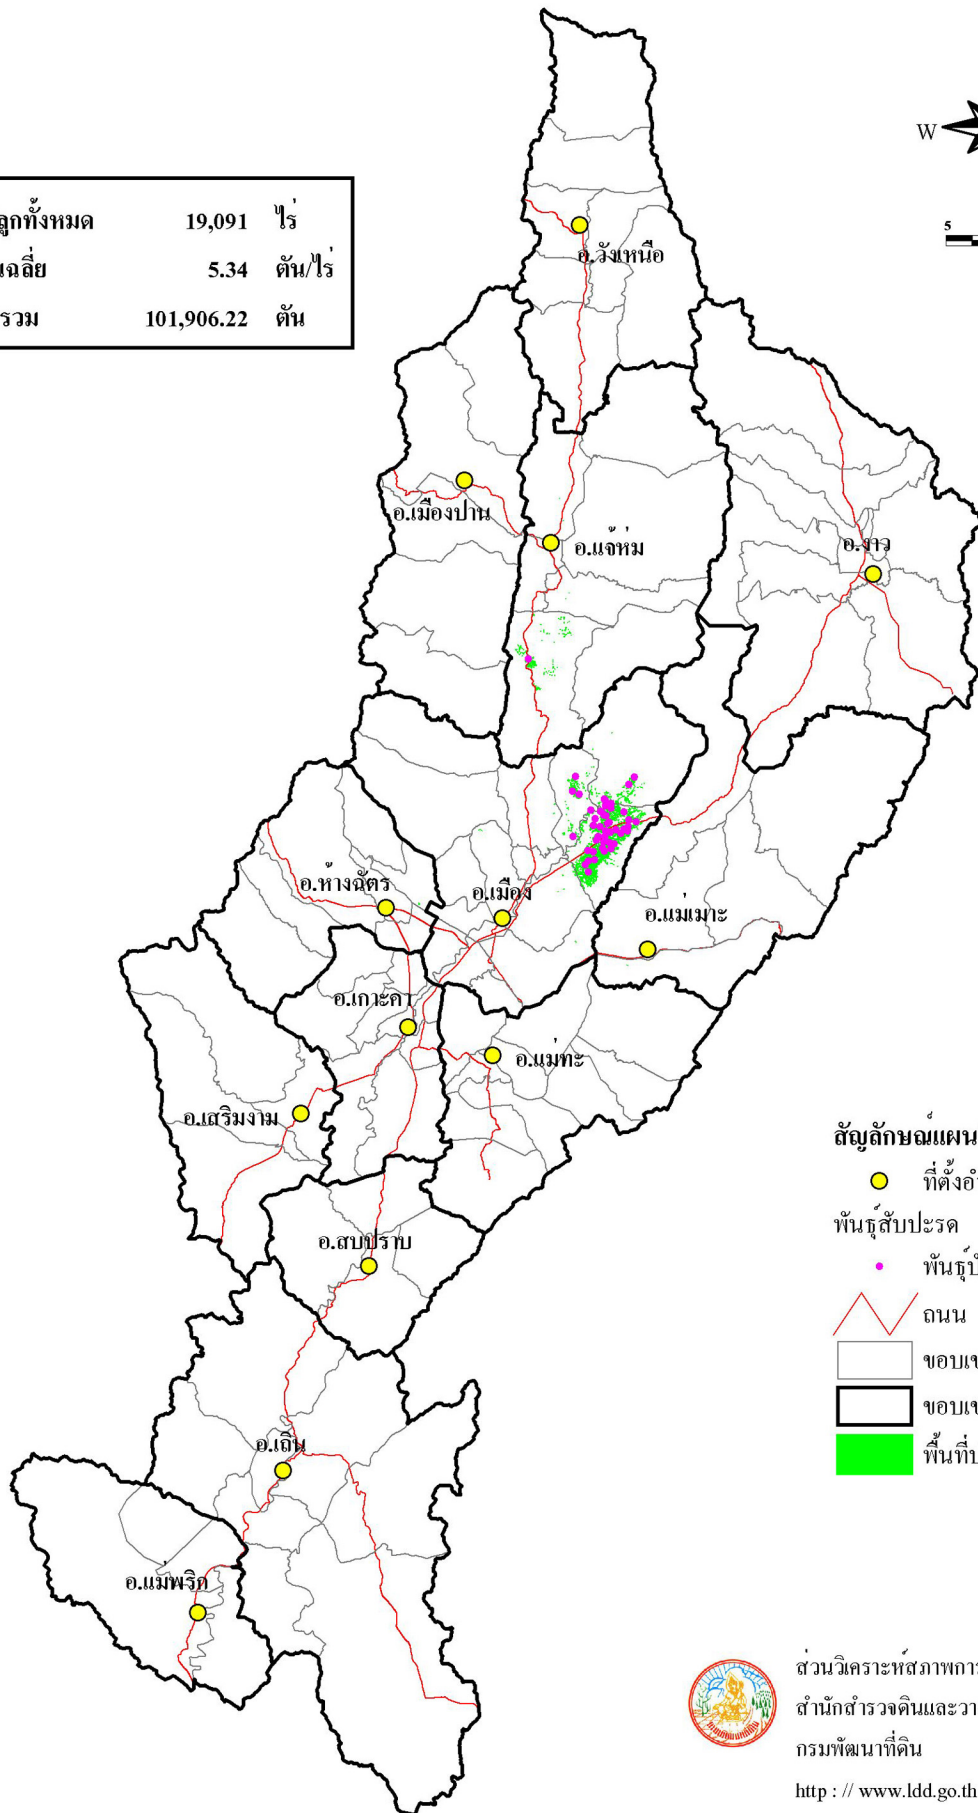 ลูกทั้งหมด 19,091 ไร่
นเฉลี่ย 5.34 ตัน/ไร่
รวม 101,906.22 ตัน
W
5
อ.วังเหนือ
อ.เมืองปาน
อ.แจ้ห่ม
อ.งาว
อ.ห้างฉัตร
อ.เมือง
อ.แม่เมาะ
อ.เกาะคา
อ.แม่ทะ
อ.เสริมงาม
อ.สบปราบ
อ.เถิน
อ.แม่พริก
สัญลักษณ์แผน
ที่ตั้งอำ
พันธุ์สับปะรด
พันธุ์ปั
ถนน
ขอบเข
ขอบเข
พื้นที่ป
ส่วนวิเคราะห์สภาพการ
สำนักสำรวจดินและวา
กรมพัฒนาที่ดิน
http : // www.ldd.go.th